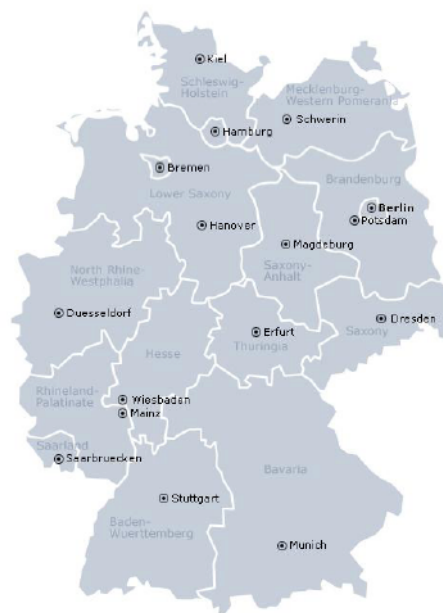 Kiel
Schleswig-
Holstein
Mecklenburg-
Western Pomerania
Schwerin
Hamburg
Bremen
Lower Saxony
Brandenburg
Berlin
Potsdam
Hanover
Magdeburg
Saxony-
Anhalt
North Rhine-
Westphalia
Duesseldorf
Dresden
Saxony
Erfurt
Thuringia
Hesse
Rhineland-
Palatinate
Wiesbaden
Mainz
Saarland
Saarbruecken
Bavaria
Stuttgart
Baden-
Wuerttemberg
Munich